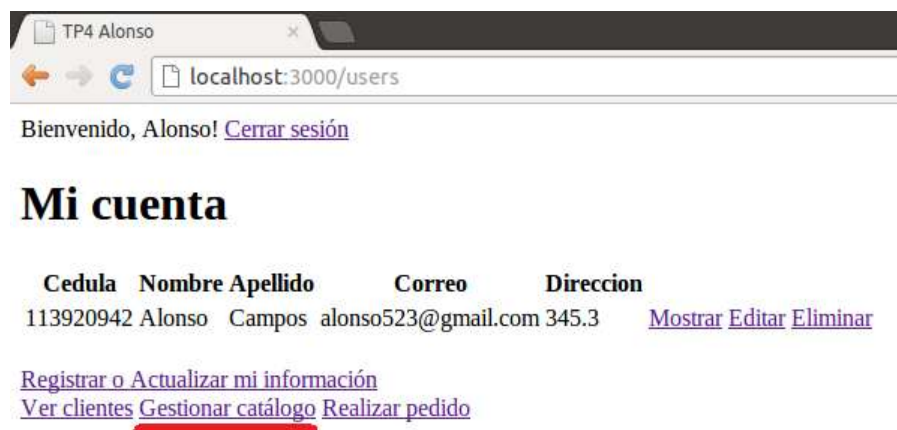 TP4 Alonso
localhost:3000/users
Bienvenido, Alonso! Cerrar sesión
Mi cuenta
Cedula Nombre Apellido Correo Direccion
113920942 Alonso Campos alonso523@gmail.com 345.3 Mostrar Editar Eliminar
Registrar o Actualizar mi información
Ver clientes Gestionar catálogo Realizar pedido